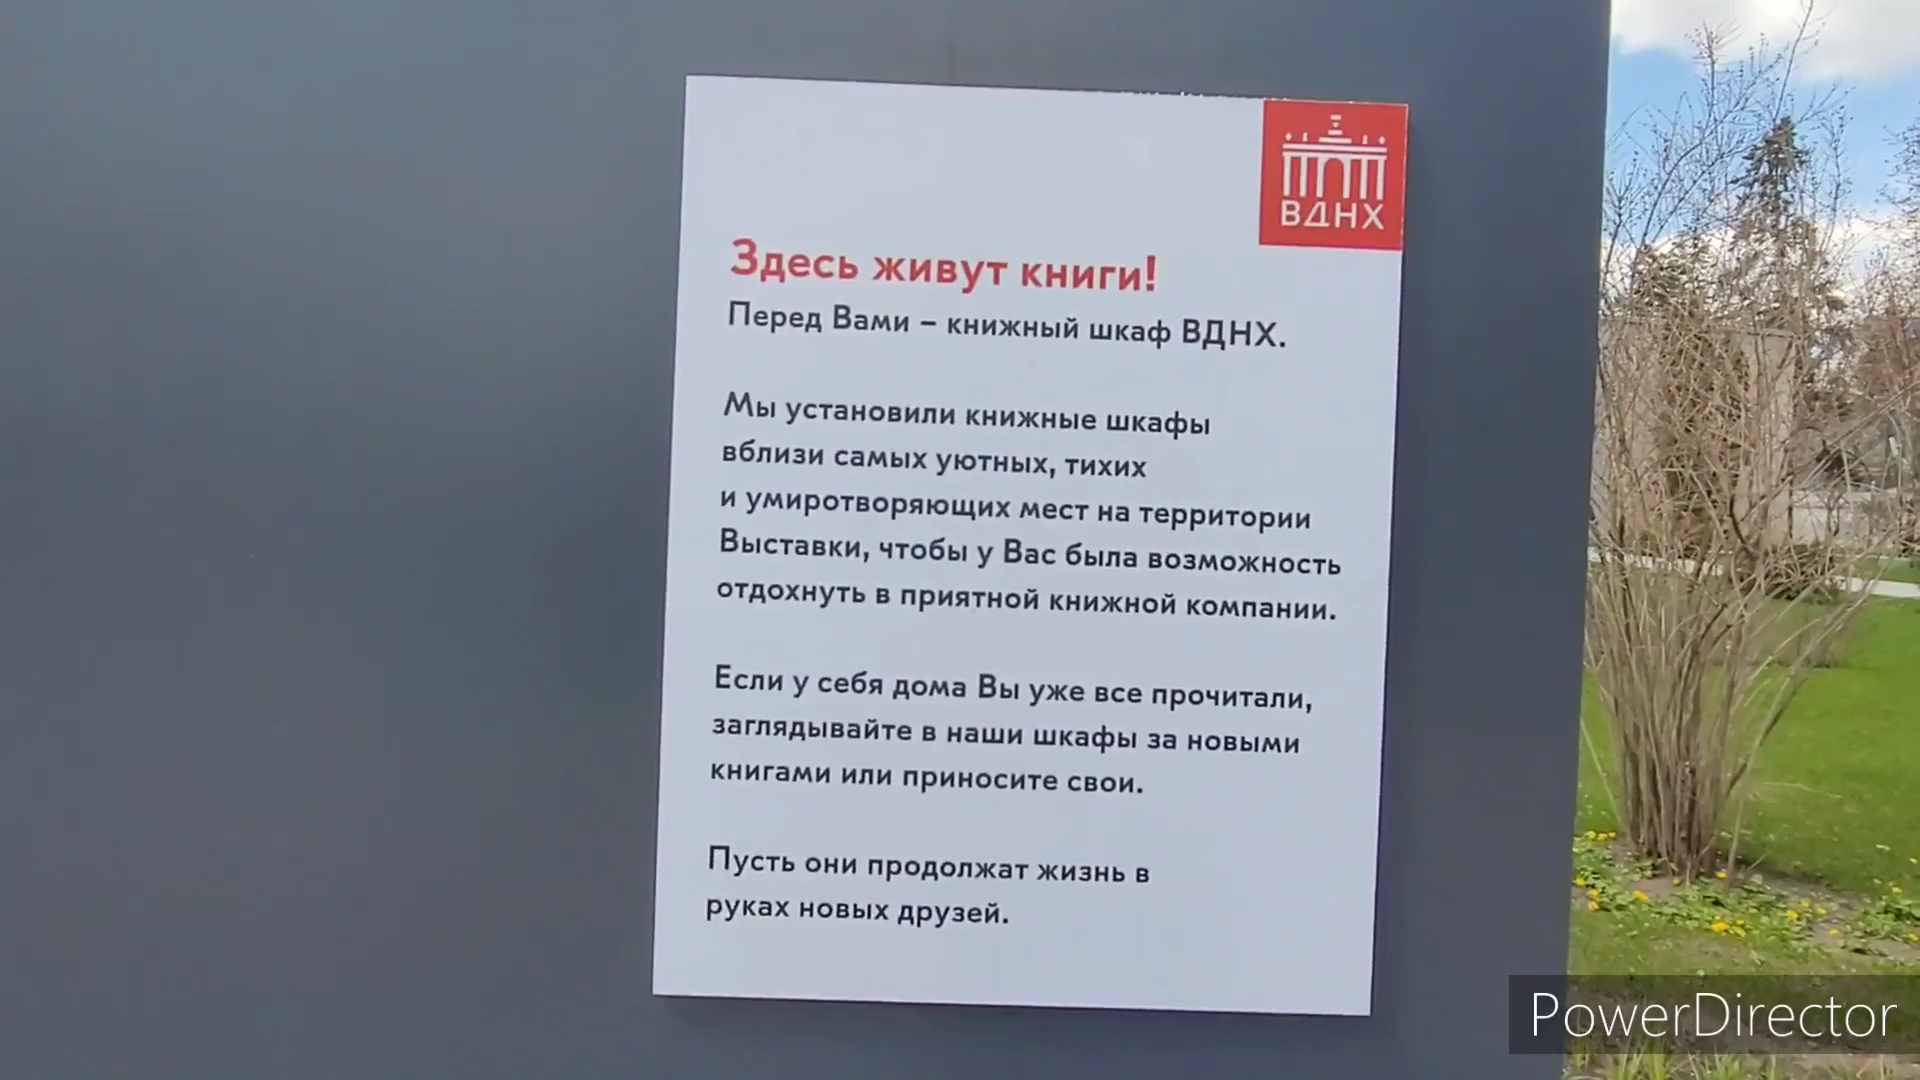 ВДНХ
Здесь живут книги!
Перед Вами – книжный шкаф ВДНХ.
Мы установили книжные шкафы
вблизи самых уютных, тихих
и умиротворяющих мест на территории
Выставки, чтобы у Вас была возможность
отдохнуть в приятной книжной компании.
Если у себя дома Вы уже все прочитали,
заглядывайте в наши шкафы за новыми
книгами или приносите свои.
Пусть они продолжат жизнь в
руках новых друзей.
PowerDirector